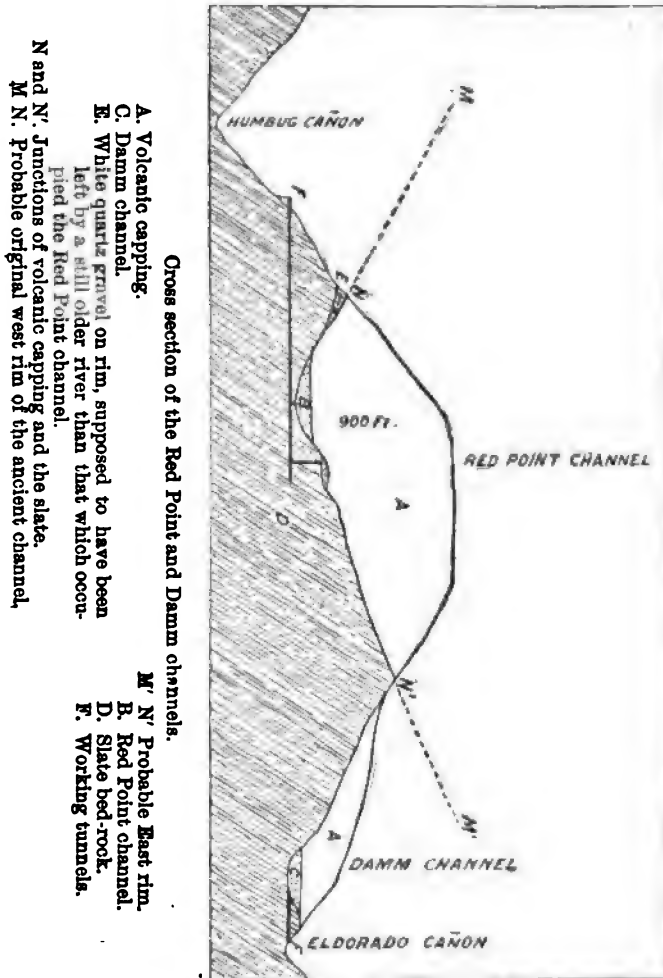 M
HUMBUG CAÑON
F
E
N
B
900 FT.
RED POINT CHANNEL
A
D
N'
M'
A
DAMM CHANNEL
C
F
ELDORADO CAÑON
Cross section of the Red Point and Damm channels.
A. Volcanic capping.
C. Damm channel.
E. White quartz gravel on rim, supposed to have been
left by a still older river than that which occu-
pied the Red Point channel.
N and N'. Junctions of volcanic capping and the slate.
M N. Probable original west rim of the ancient channel,
M' N' Probable East rim.
B. Red Point channel.
D. Slate bed-rock.
F. Working tunnels.